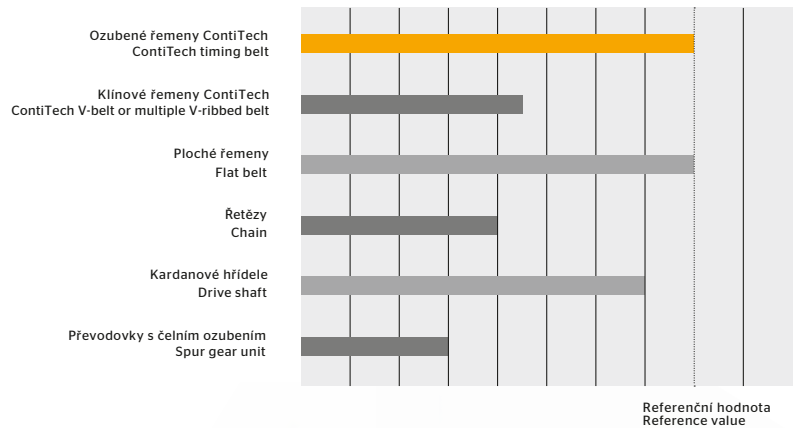 Ozubené řemeny ContiTech
ContiTech timing belt
Klínové řemeny ContiTech
ContiTech V-belt or multiple V-ribbed belt
Ploché řemeny
Flat belt
Řetězy
Chain
Kardanové hřídele
Drive shaft
Převodovky s čelním ozubením
Spur gear unit
Referenční hodnota
Reference value